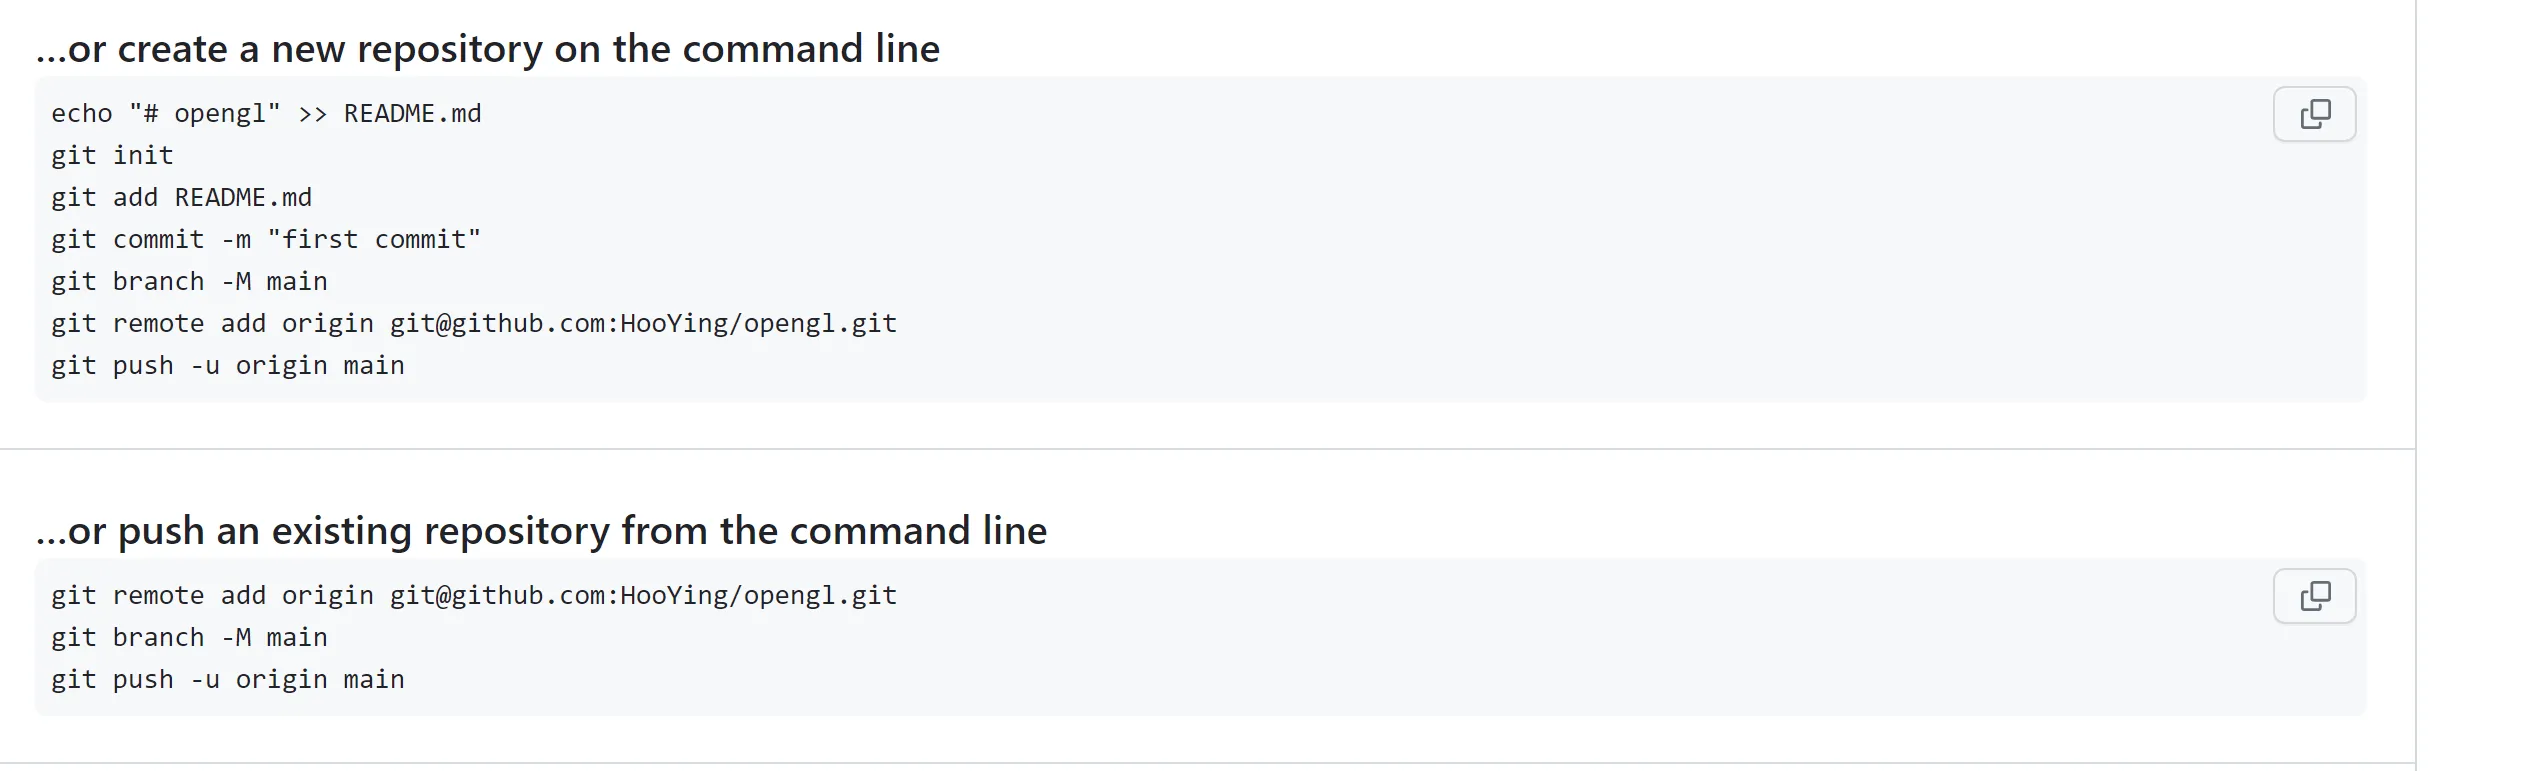 ...or create a new repository on the command line
echo "# opengl" >> README.md
git init
git add README.md
git commit -m "first commit"
git branch -M main
git remote add origin git@github.com:HooYing/opengl.git
git push -u origin main
...or push an existing repository from the command line
git remote add origin git@github.com:HooYing/opengl.git
git branch -M main
git push -u origin main